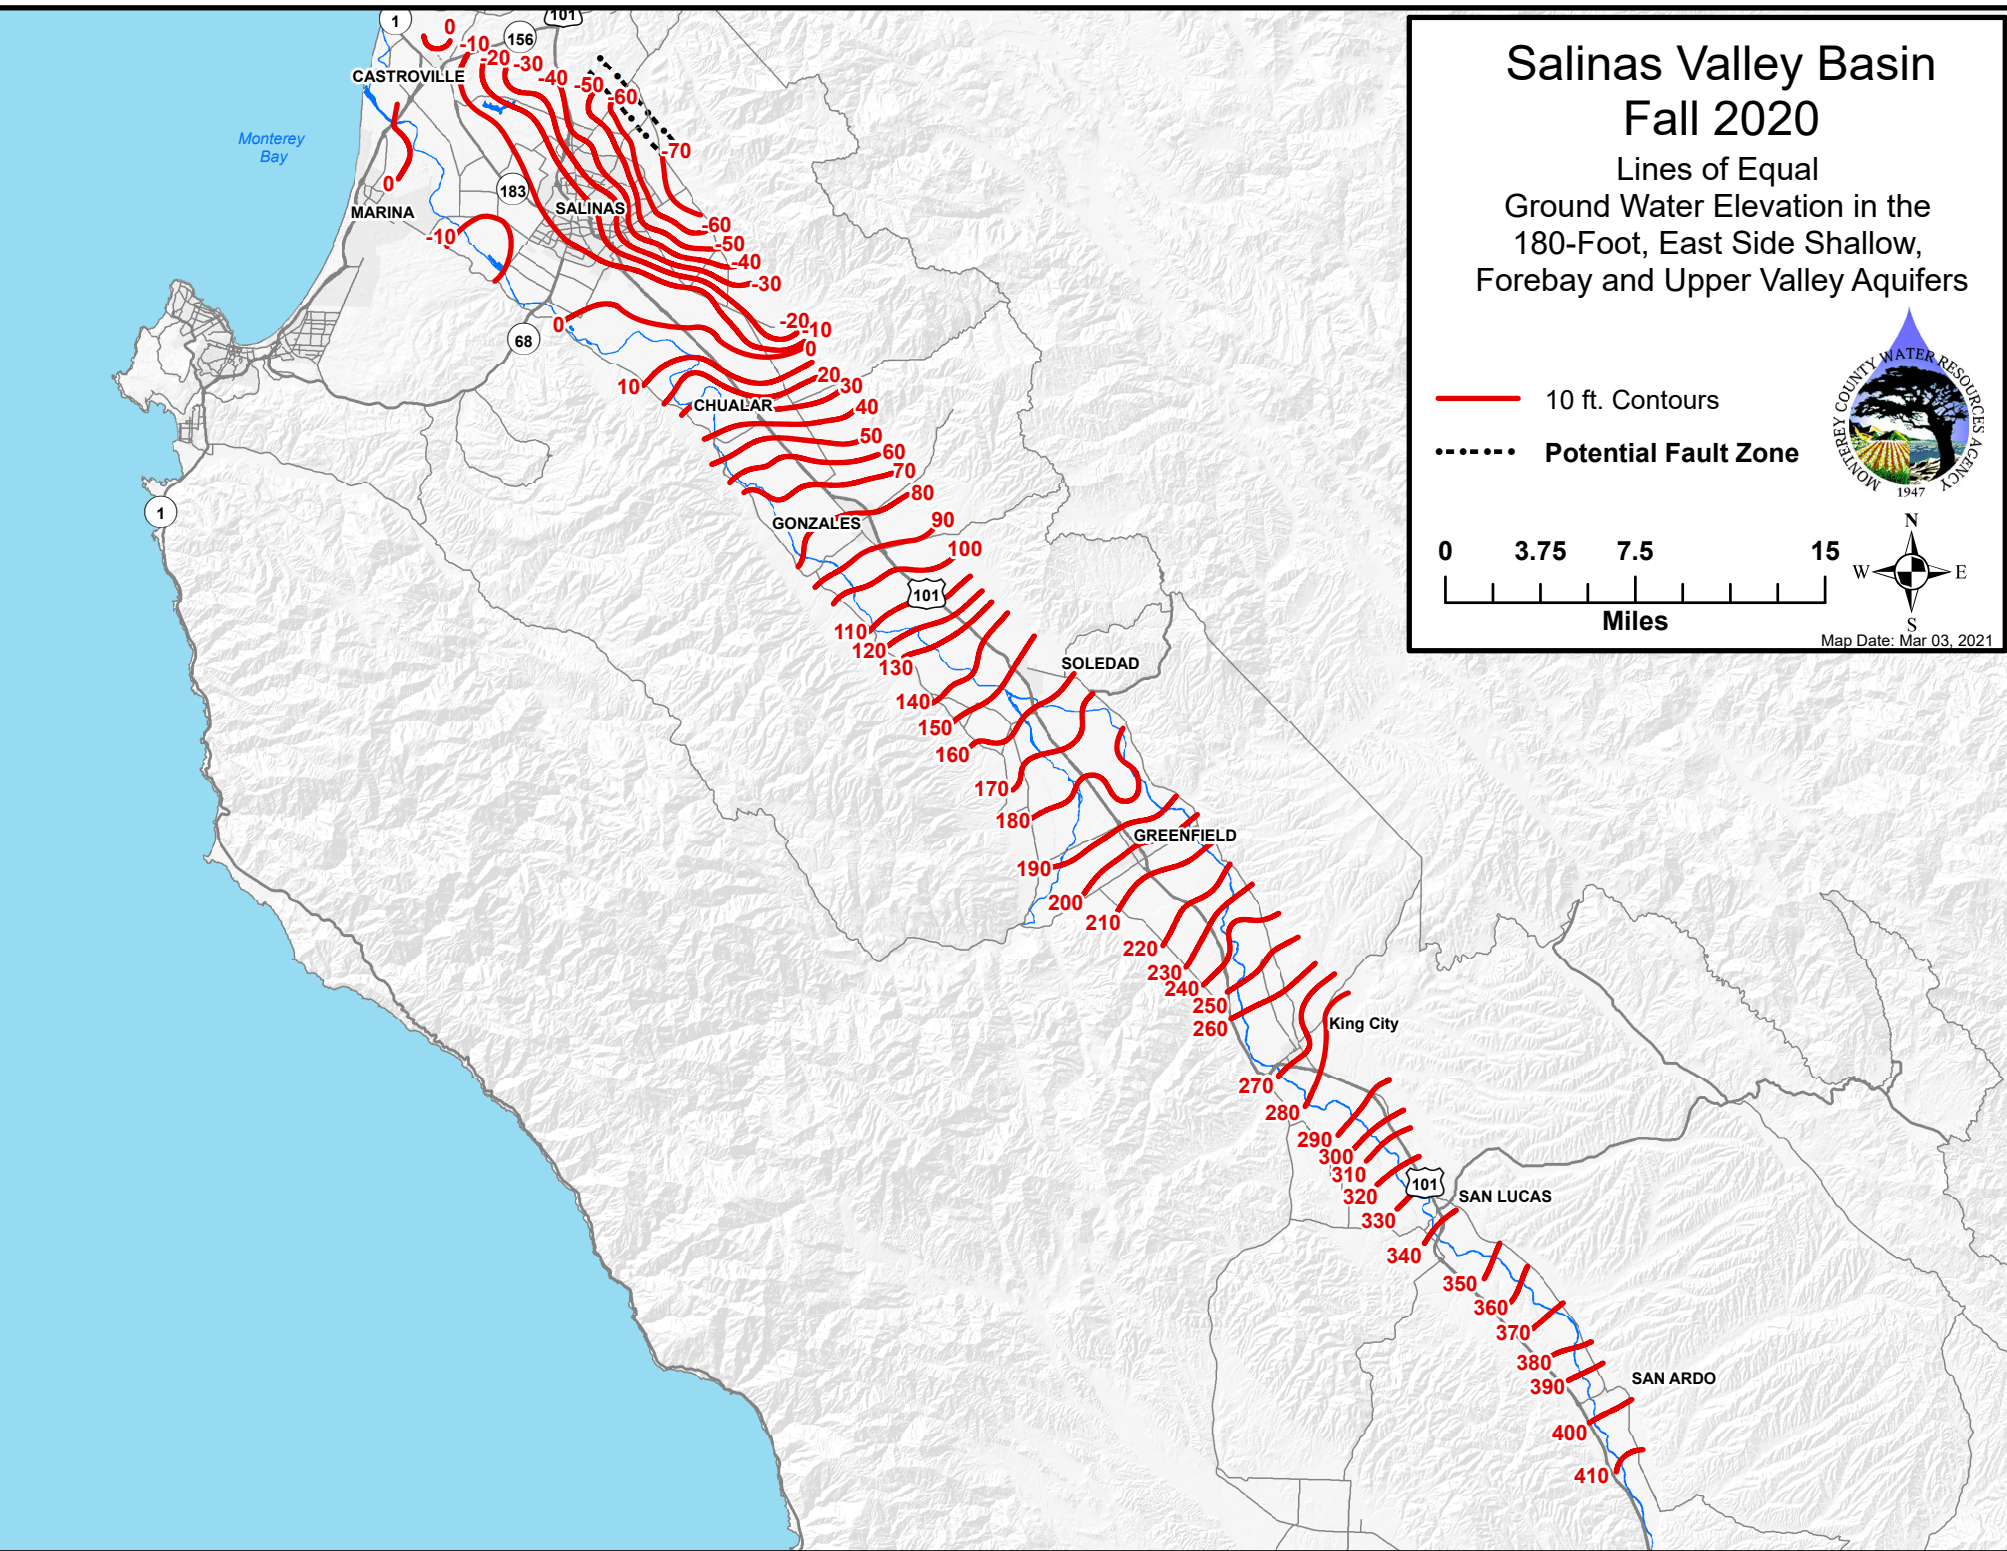 Salinas Valley Basin
Fall 2020
Lines of Equal
Ground Water Elevation in the
180-Foot, East Side Shallow,
Forebay and Upper Valley Aquifers
10 ft. Contours
Potential Fault Zone
MONTEREY COUNTY WATER RESOURCES AGENCY
1947
0 3.75 7.5 15
Miles
N
W E
S
Map Date: Mar 03, 2021
1
101
0
156
-10
-20
-30
-40
-50
-60
-70
CASTROVILLE
Monterey
Bay
0
183
MARINA
SALINAS
-10
-60
-50
-40
-30
-20
-10
0
0
68
10
20
30
CHUALAR
40
50
60
70
80
GONZALES
90
100
1
101
110
120
130
SOLEDAD
140
150
160
170
180
GREENFIELD
190
200
210
220
230
240
250
260
King City
270
280
290
300
310
320
330
101
SAN LUCAS
340
350
360
370
380
390
SAN ARDO
400
410